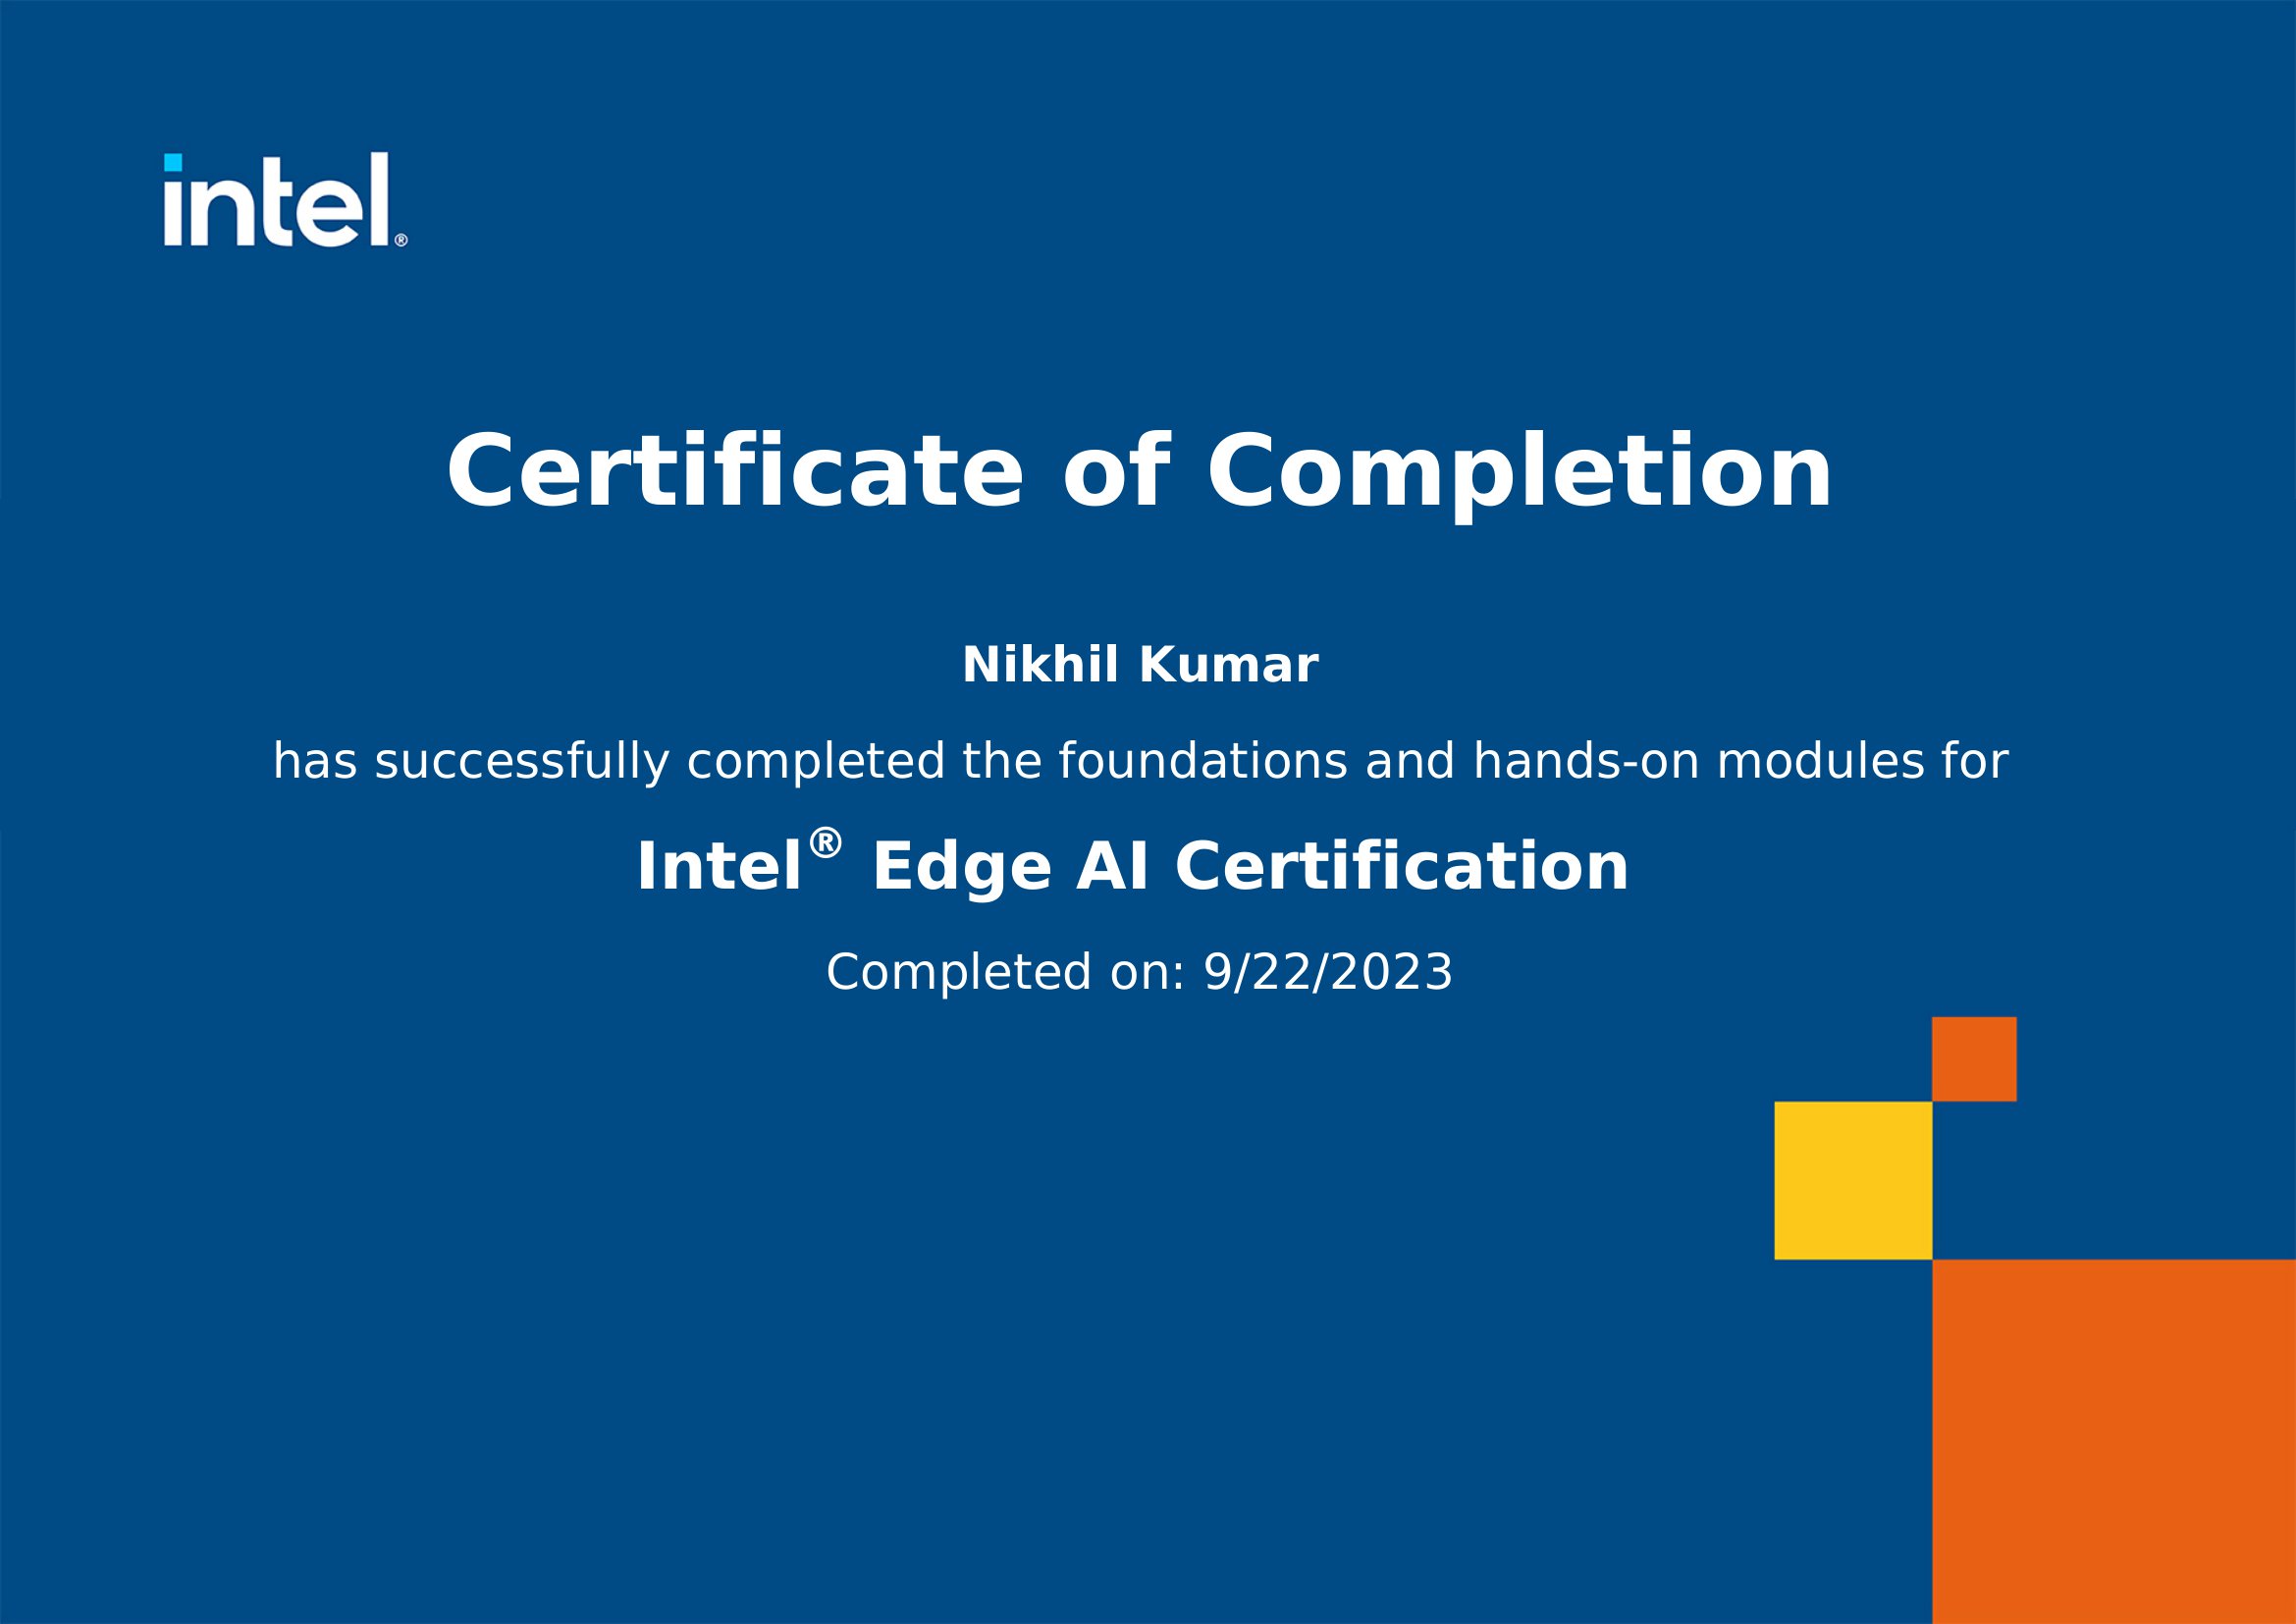 intel®
Certificate of Completion
Nikhil Kumar
has successfully completed the foundations and hands-on modules for
Intel® Edge AI Certification
Completed on: 9/22/2023